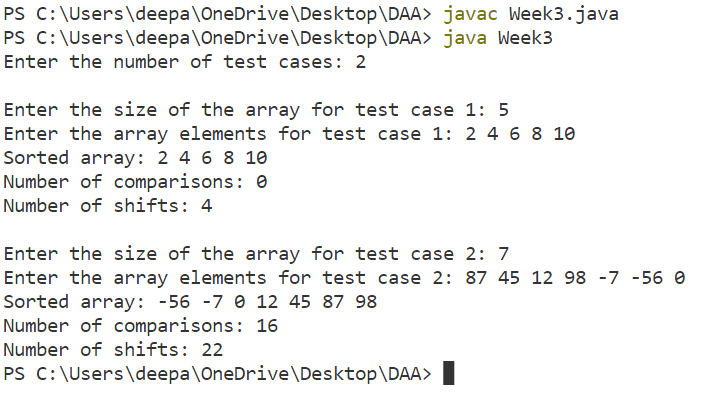 PS C:\Users\deepa\OneDrive\Desktop\DAA> javac Week3.java
PS C:\Users\deepa\OneDrive\Desktop\DAA> java Week3
Enter the number of test cases: 2
Enter the size of the array for test case 1: 5
Enter the array elements for test case 1: 2 4 6 8 10
Sorted array: 2 4 6 8 10
Number of comparisons: 0
Number of shifts: 4
Enter the size of the array for test case 2: 7
Enter the array elements for test case 2: 87 45 12 98 -7 -56 0
Sorted array: -56 -7 0 12 45 87 98
Number of comparisons: 16
Number of shifts: 22
PS C:\Users\deepa\OneDrive\Desktop\DAA>